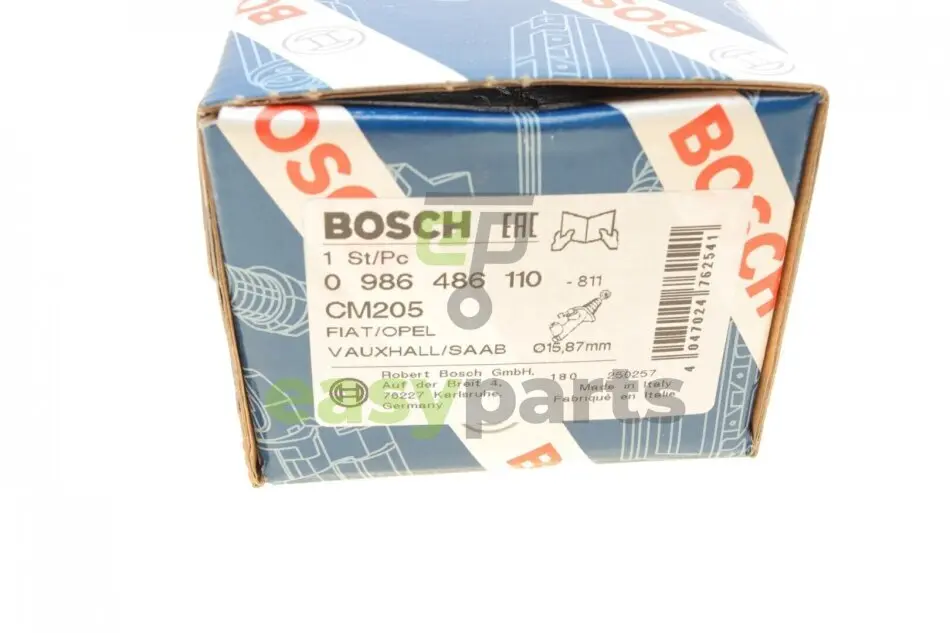 BOSCH
BOSCH
BOSCH
BOSCH
BOSCH EAC
1 St/Pc
0 986 486 110 -811
CM205
FIAT/OPEL
VAUXHALL/SAAB Ø15,87mm
Robert Bosch GmbH.
Auf der Breit 4,
76227 Karlsruhe.
Germany
180 250257
Made in Italy
Fabriqué en Italie
4 047024 762541
ep
easyparts